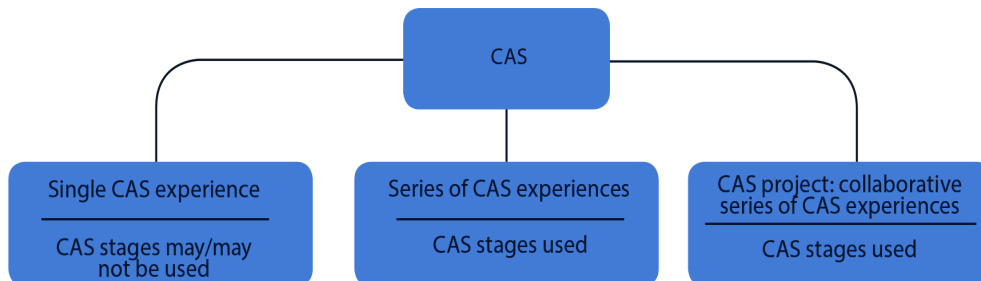 CAS
Single CAS experience
CAS stages may/may
not be used
Series of CAS experiences
CAS stages used
CAS project: collaborative
series of CAS experiences
CAS stages used